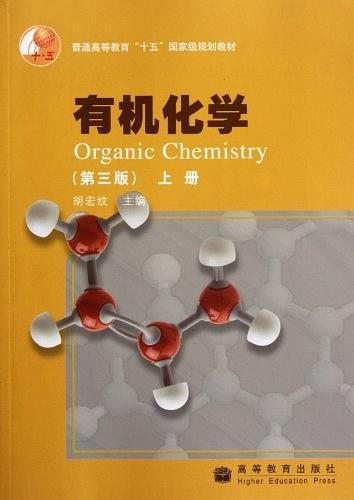 十·五
普通高等教育“十五”国家级规划教材
有机化学
Organic Chemistry
(第三版) 上 册
胡宏纹 主编
高等教育出版社
Higher Education Press